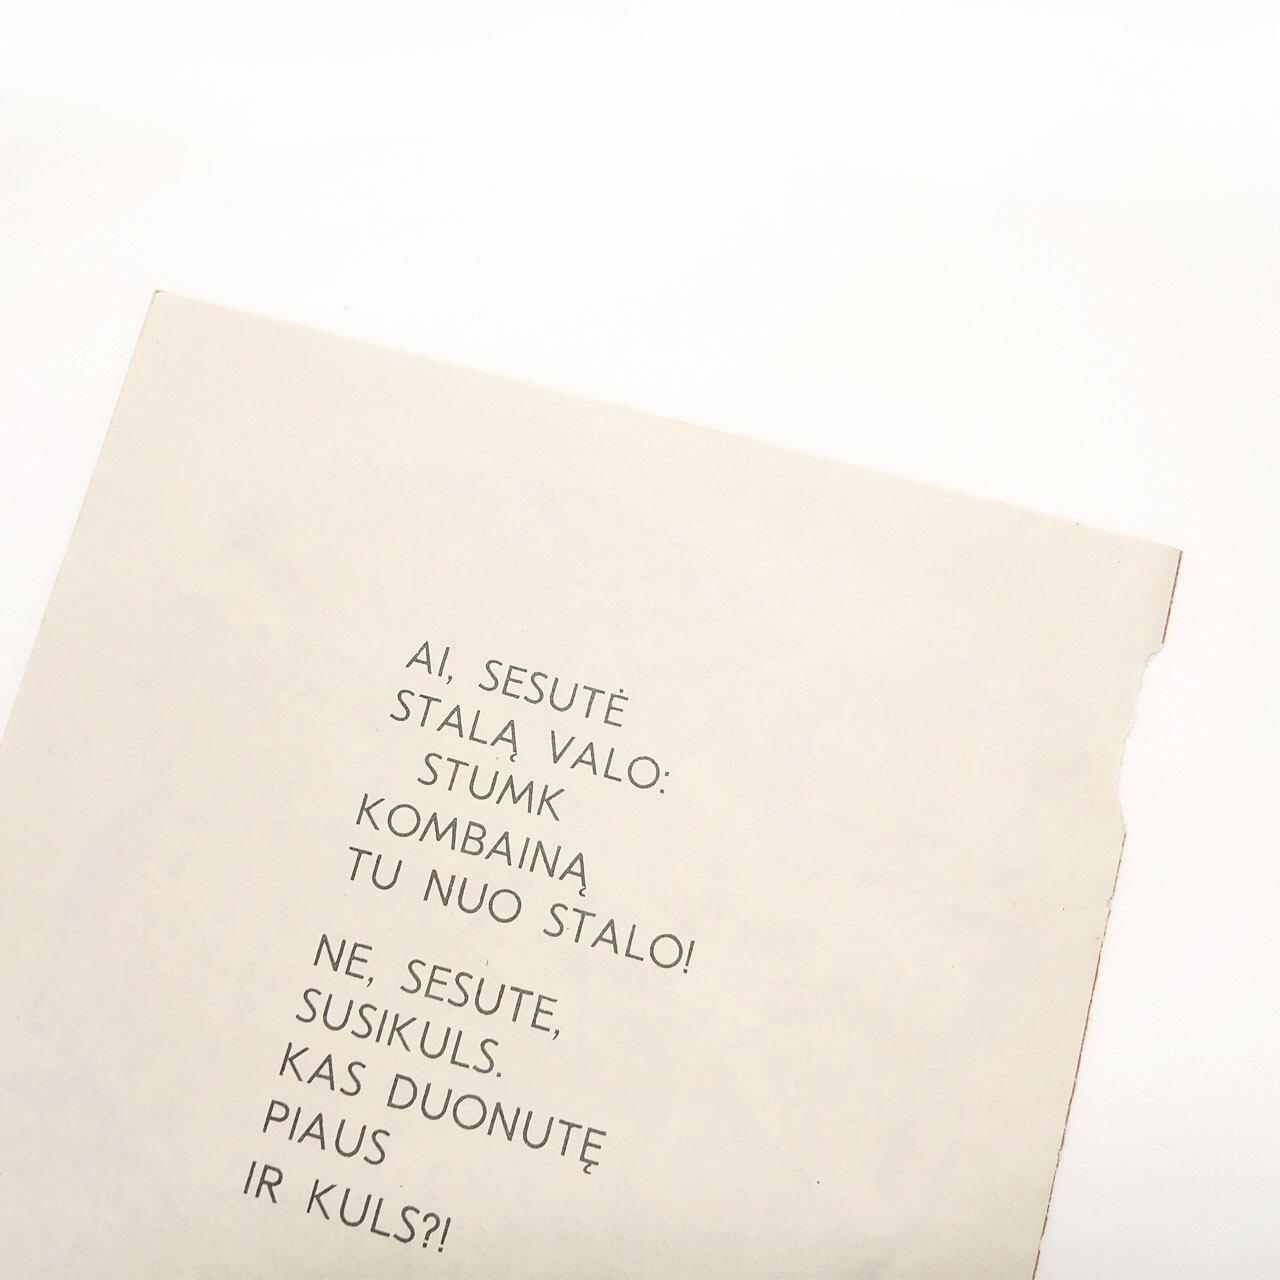 AI, SESUTĖ
STALĄ VALO:
STUMK
KOMBAINĄ
TU NUO STALO!
NE, SESUTE,
SUSIKULS.
KAS DUONUTĘ
PIAUS
IR KULS?!